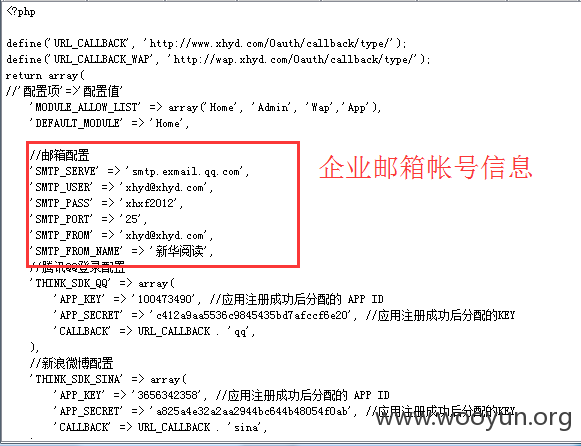 <?php
define('URL_CALLBACK', 'http://www.xhyd.com/Oauth/callback/type/');
define('URL_CALLBACK_WAP', 'http://wap.xhyd.com/Oauth/callback/type/');
return array(
//'配置项'=>'配置值'
'MODULE_ALLOW_LIST' => array('Home', 'Admin', 'Wap','App'),
'DEFAULT_MODULE' => 'Home',
//邮箱配置
'SMTP_SERVE' => 'smtp.exmail.qq.com',
'SMTP_USER' => 'xhyd@xhyd.com',
'SMTP_PASS' => 'xhxf2012',
'SMTP_PORT' => '25',
'SMTP_FROM' => 'xhyd@xhyd.com',
'SMTP_FROM_NAME' => '新华阅读',
企业邮箱帐号信息
//腾讯QQ登录配置
'THINK_SDK_QQ' => array(
'APP_KEY' => '100473490', //应用注册成功后分配的 APP ID
'APP_SECRET' => 'c412a9aa5536c9845435bd7afccf6e20', //应用注册成功后分配的KEY
'CALLBACK' => URL_CALLBACK . 'qq',
),
//新浪微博配置
'THINK_SDK_SINA' => array(
'APP_KEY' => '3656342358', //应用注册成功后分配的 APP ID
'APP_SECRET' => 'a825a4e32a2aa2944bc644b48054f0ab', //应用注册成功后分配的KEY
'CALLBACK' => URL_CALLBACK . 'sina',
www.wooyun.org